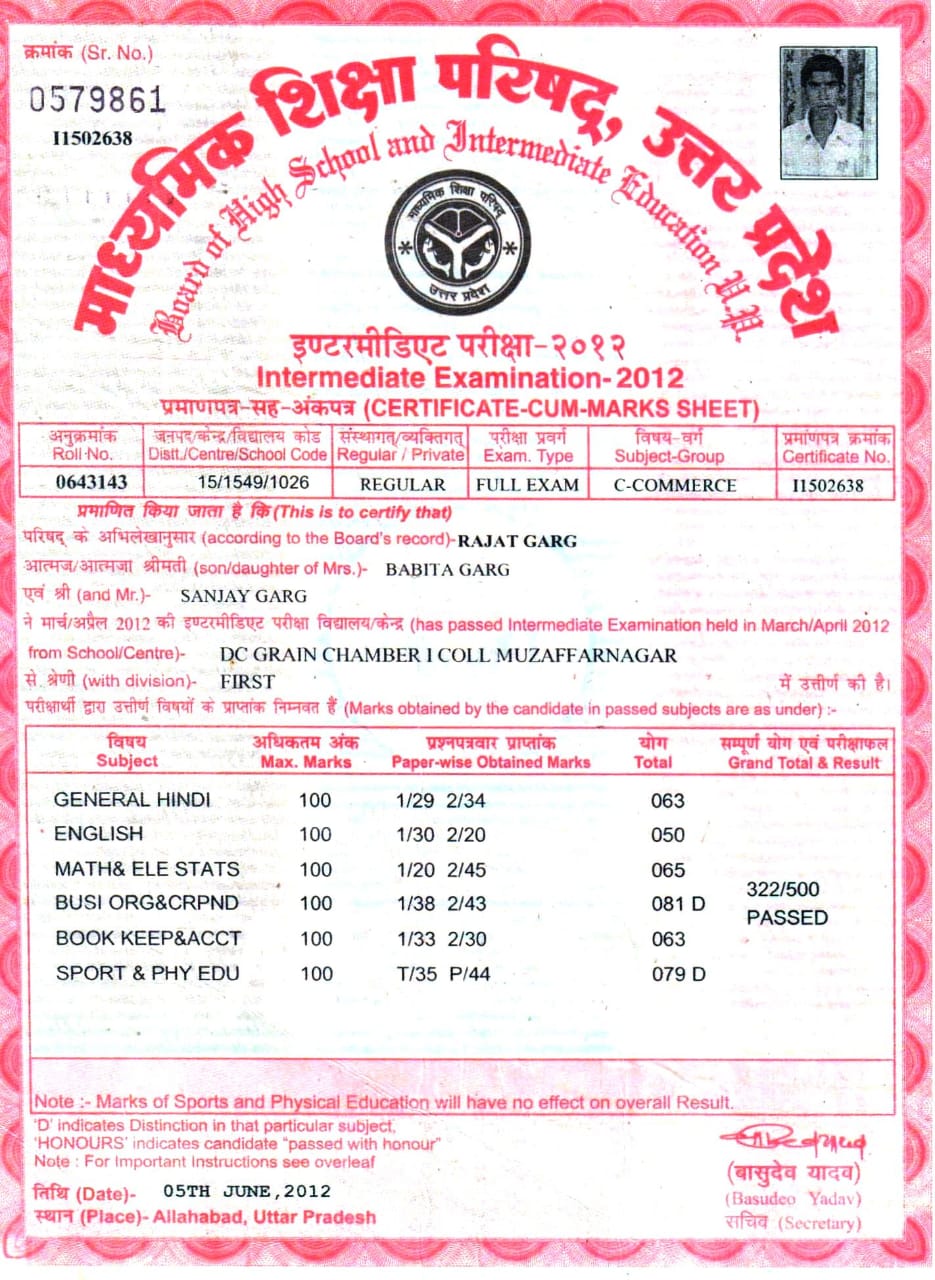 क्रमांक (Sr. No.)
0579861
I1502638
माध्यमिक शिक्षा परिषद्, उत्तर प्रदेश
Board of High School and Intermediate Education U.P.
माध्यमिक शिक्षा परिषद्
उत्तर प्रदेश
इण्टरमीडिएट परीक्षा-२०१२
Intermediate Examination-2012
प्रमाणपत्र-सह-अंकपत्र (CERTIFICATE-CUM-MARKS SHEET)
अनुक्रमांक जनपद/केन्द्र/विद्यालय कोड संस्थागत/व्यक्तिगत् परीक्षा प्रवर्ग विषय-वर्ग प्रमाणपत्र क्रमांक
Roll No. Distt./Centre/School Code Regular / Private Exam. Type Subject-Group Certificate No.
0643143 15/1549/1026 REGULAR FULL EXAM C-COMMERCE I1502638
प्रमाणित किया जाता है कि (This is to certify that)
परिषद् के अभिलेखानुसार (according to the Board's record)- RAJAT GARG
आत्मज/आत्मजा श्रीमती (son/daughter of Mrs.)- BABITA GARG
एवं श्री (and Mr.)- SANJAY GARG
ने मार्च/अप्रैल 2012 की इण्टरमीडिएट परीक्षा विद्यालय/केन्द्र (has passed Intermediate Examination held in March/April 2012
from School/Centre)- DC GRAIN CHAMBER I COLL MUZAFFARNAGAR
से श्रेणी (with division)- FIRST में उत्तीर्ण की है।
परीक्षार्थी द्वारा उत्तीर्ण विषयों के प्राप्तांक निम्नवत हैं (Marks obtained by the candidate in passed subjects are as under) :-
विषय अधिकतम अंक प्रश्नपत्रवार प्राप्तांक योग सम्पूर्ण योग एवं परीक्षाफल
Subject Max. Marks Paper-wise Obtained Marks Total Grand Total & Result
GENERAL HINDI 100 1/29 2/34 063
ENGLISH 100 1/30 2/20 050
MATH& ELE STATS 100 1/20 2/45 065
322/500
BUSI ORG&CRPND 100 1/38 2/43 081 D
PASSED
BOOK KEEP&ACCT 100 1/33 2/30 063
SPORT & PHY EDU 100 T/35 P/44 079 D
Note :- Marks of Sports and Physical Education will have no effect on overall Result.
'D' indicates Distinction in that particular subject,
'HONOURS' indicates candidate "passed with honour"
Note : For Important Instructions see overleaf
तिथि (Date)- 05TH JUNE,2012
स्थान (Place)- Allahabad, Uttar Pradesh
(बासुदेव यादव)
(Basudeo Yadav)
सचिव (Secretary)